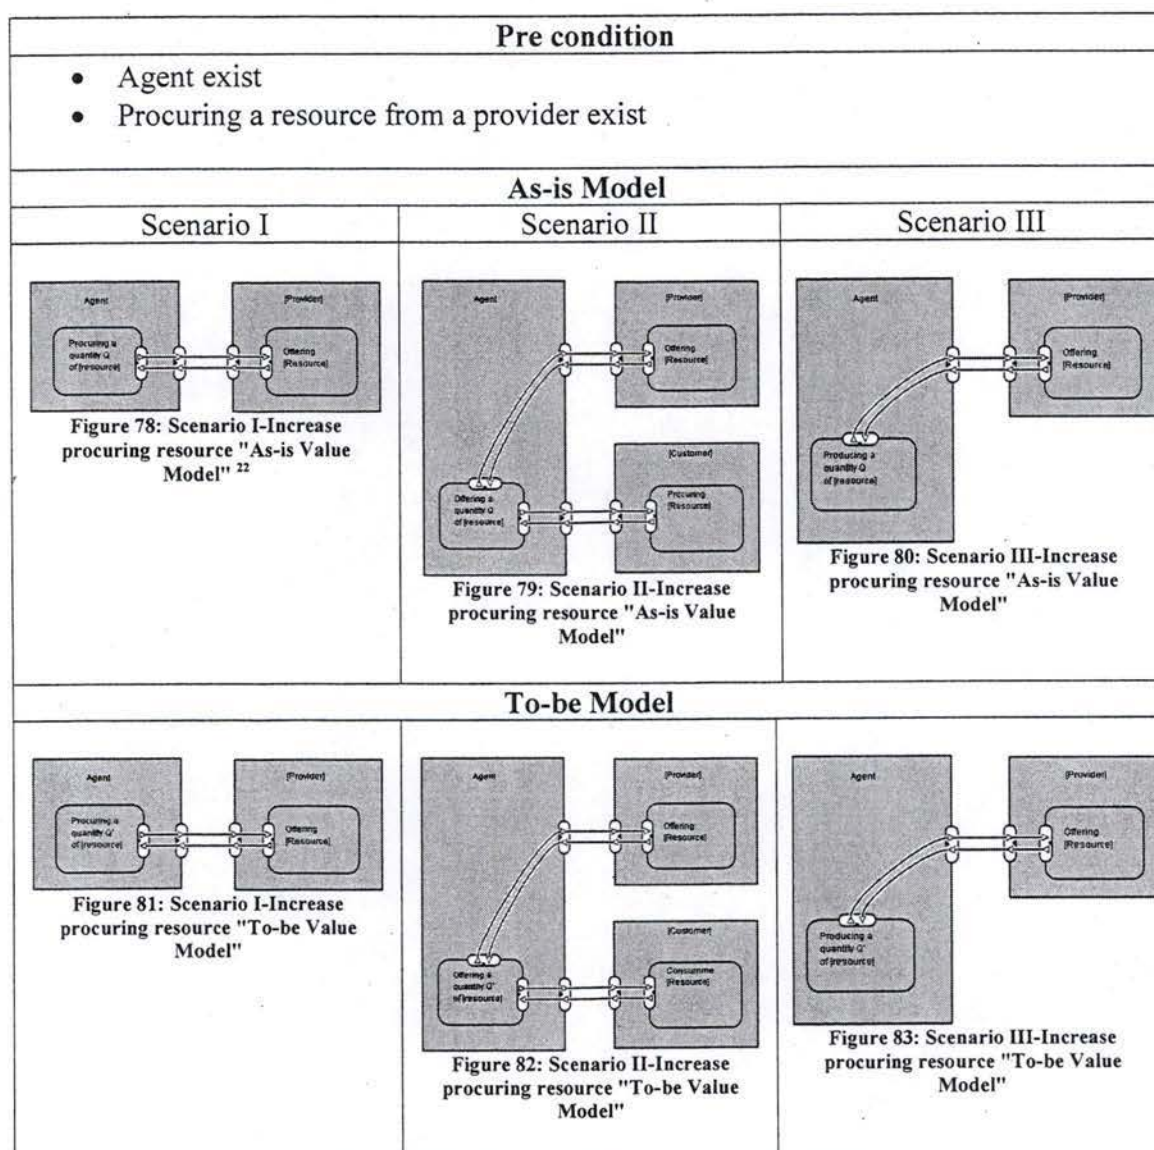 Pre condition
• Agent exist
• Procuring a resource from a provider exist
As-is Model
Scenario I
Scenario II
Scenario III
Agent
[Provider]
Procuring a
quantity Q
of [resource]
Offering
[Resource]
Figure 78: Scenario I-Increase
procuring resource "As-is Value
Model" 22
Agent
[Provider]
Offering
[Resource]
[Customer]
Offering a
quantity Q
of [resource]
Procuring
[Resource]
Figure 79: Scenario II-Increase
procuring resource "As-is Value
Model"
Agent
[Provider]
Offering
[Resource]
Producing a
quantity Q
of [resource]
Figure 80: Scenario III-Increase
procuring resource "As-is Value
Model"
To-be Model
Agent
[Provider]
Procuring a
quantity Q'
of [resource]
Offering
[Resource]
Figure 81: Scenario I-Increase
procuring resource "To-be Value
Model"
Agent
[Provider]
Offering
[Resource]
[Customer]
Offering a
quantity Q'
of [resource]
Consumme
[Resource]
Figure 82: Scenario II-Increase
procuring resource "To-be Value
Model"
Agent
[Provider]
Offering
[Resource]
Producing a
quantity Q'
of [resource]
Figure 83: Scenario III-Increase
procuring resource "To-be Value
Model"